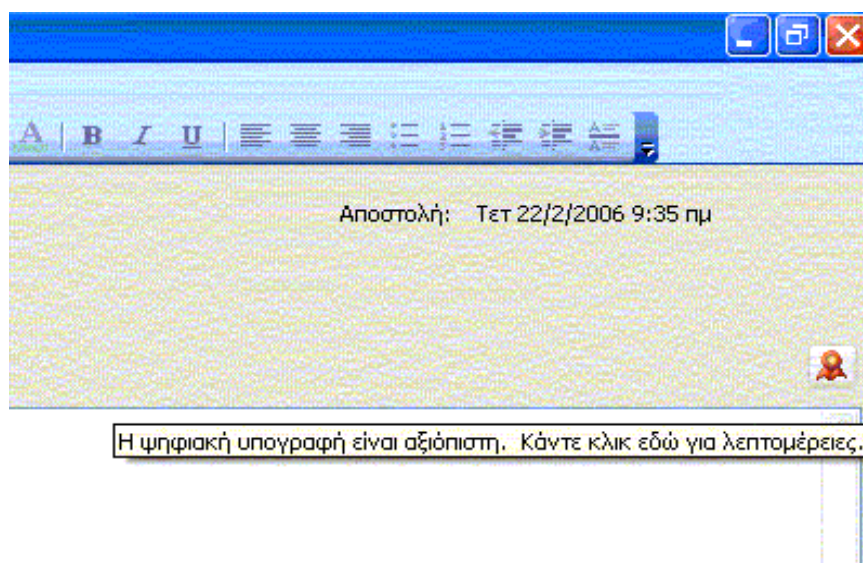 A B I U
Αποστολή: Τετ 22/2/2006 9:35 πμ
Η ψηφιακή υπογραφή είναι αξιόπιστη. Κάντε κλικ εδώ για λεπτομέρειες.